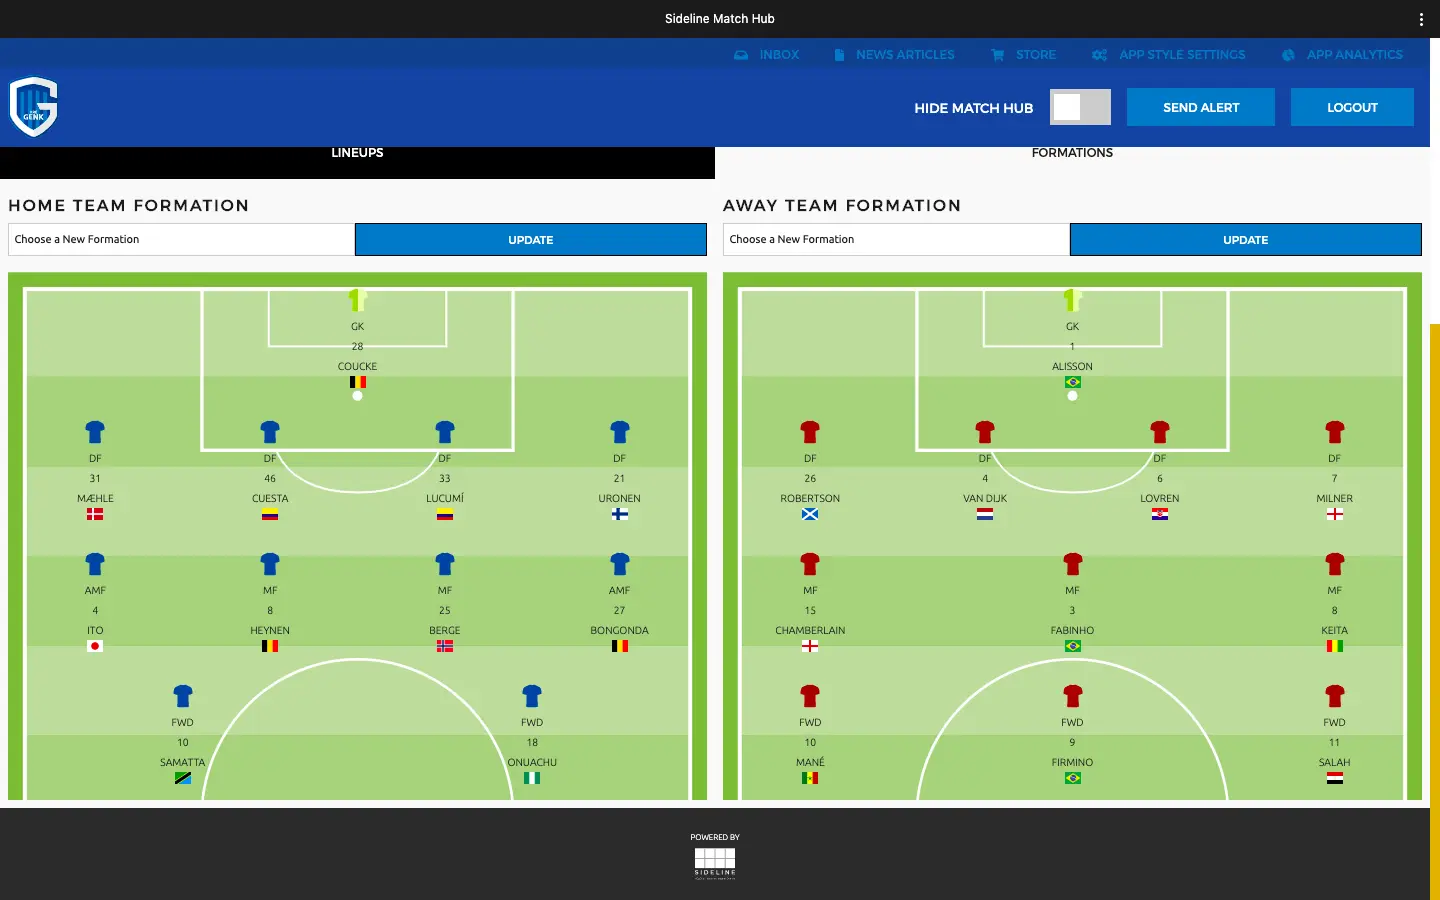 Sideline Match Hub
INBOX NEWS ARTICLES STORE APP STYLE SETTINGS APP ANALYTICS
GENK
HIDE MATCH HUB SEND ALERT LOGOUT
LINEUPS FORMATIONS
HOME TEAM FORMATION
Choose a New Formation UPDATE
GK
28
COUCKE
DF DF DF DF
31 46 33 21
MÆHLE CUESTA LUCUMÍ URONEN
AMF MF MF AMF
4 8 25 27
ITO HEYNEN BERGE BONGONDA
FWD FWD
10 18
SAMATTA ONUACHU
AWAY TEAM FORMATION
Choose a New Formation UPDATE
GK
1
ALISSON
DF DF DF DF
26 4 6 7
ROBERTSON VAN DIJK LOVREN MILNER
MF MF MF
15 3 8
CHAMBERLAIN FABINHO KEITA
FWD FWD FWD
10 9 11
MANÉ FIRMINO SALAH
POWERED BY
SIDELINE